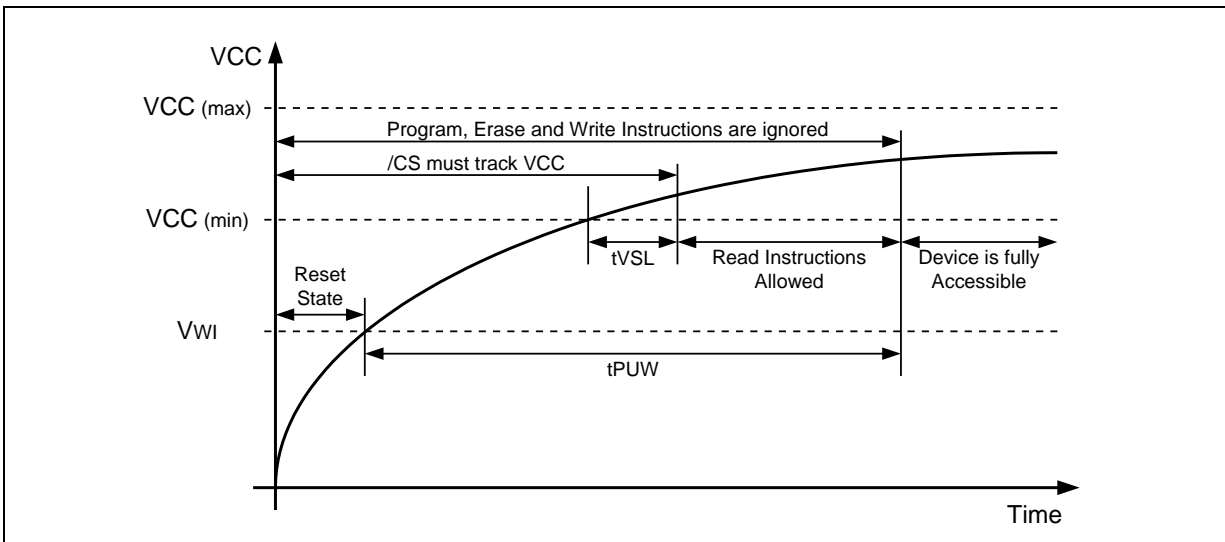 VCC
VCC (max)
Program, Erase and Write Instructions are ignored
/CS must track VCC
VCC (min)
tVSL
Read Instructions
Allowed
Device is fully
Accessible
Reset
State
VWI
tPUW
Time